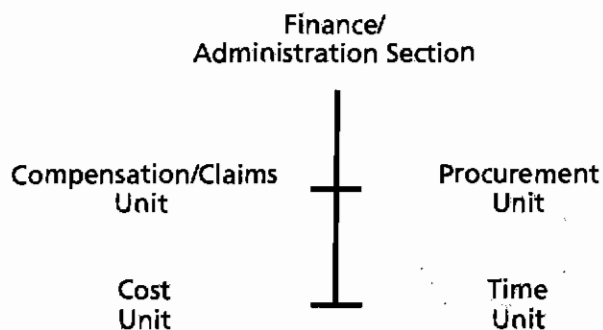 Finance/
Administration Section
Compensation/Claims
Unit
Procurement
Unit
Cost
Unit
Time
Unit